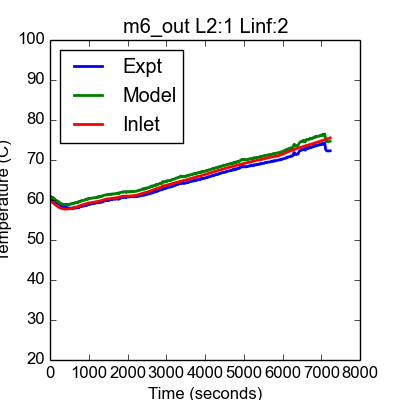 m6_out L2:1 Linf:2
100
90
80
70
60
50
40
30
20
Expt
Model
Inlet
Temperature (C)
0 1000 2000 3000 4000 5000 6000 7000 8000
Time (seconds)